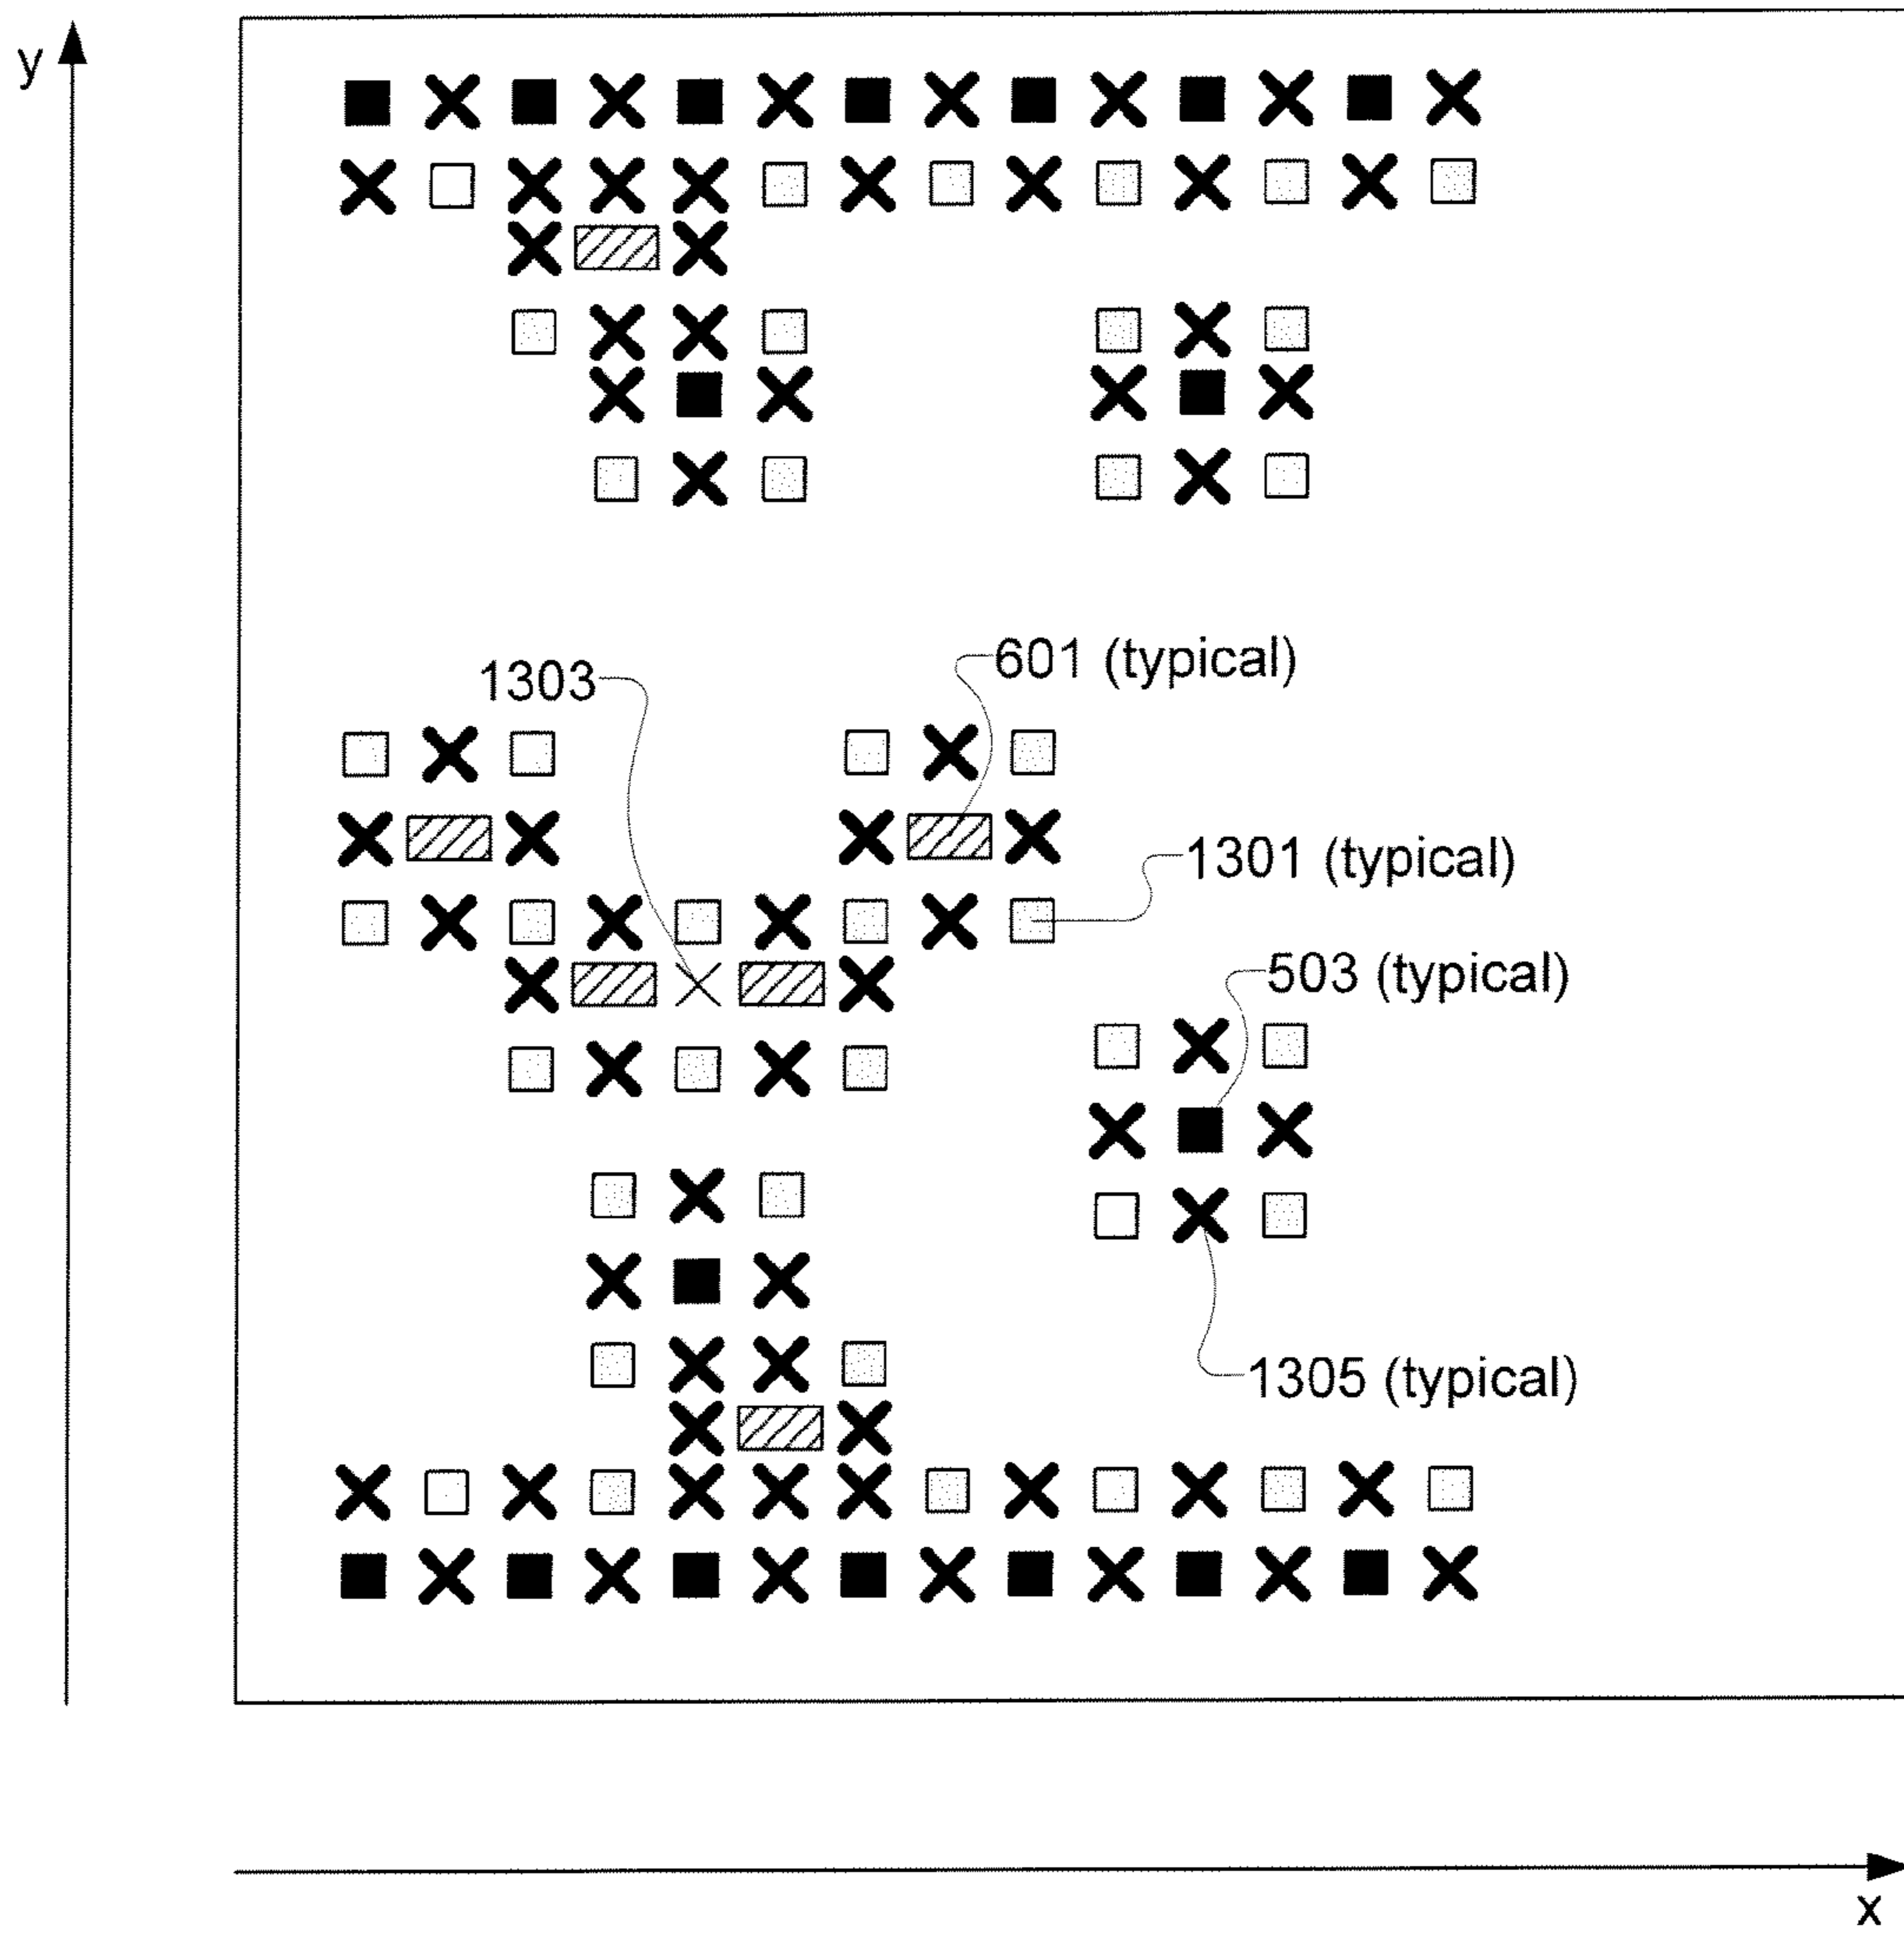 y
601 (typical)
1303
1301 (typical)
503 (typical)
1305 (typical)
x